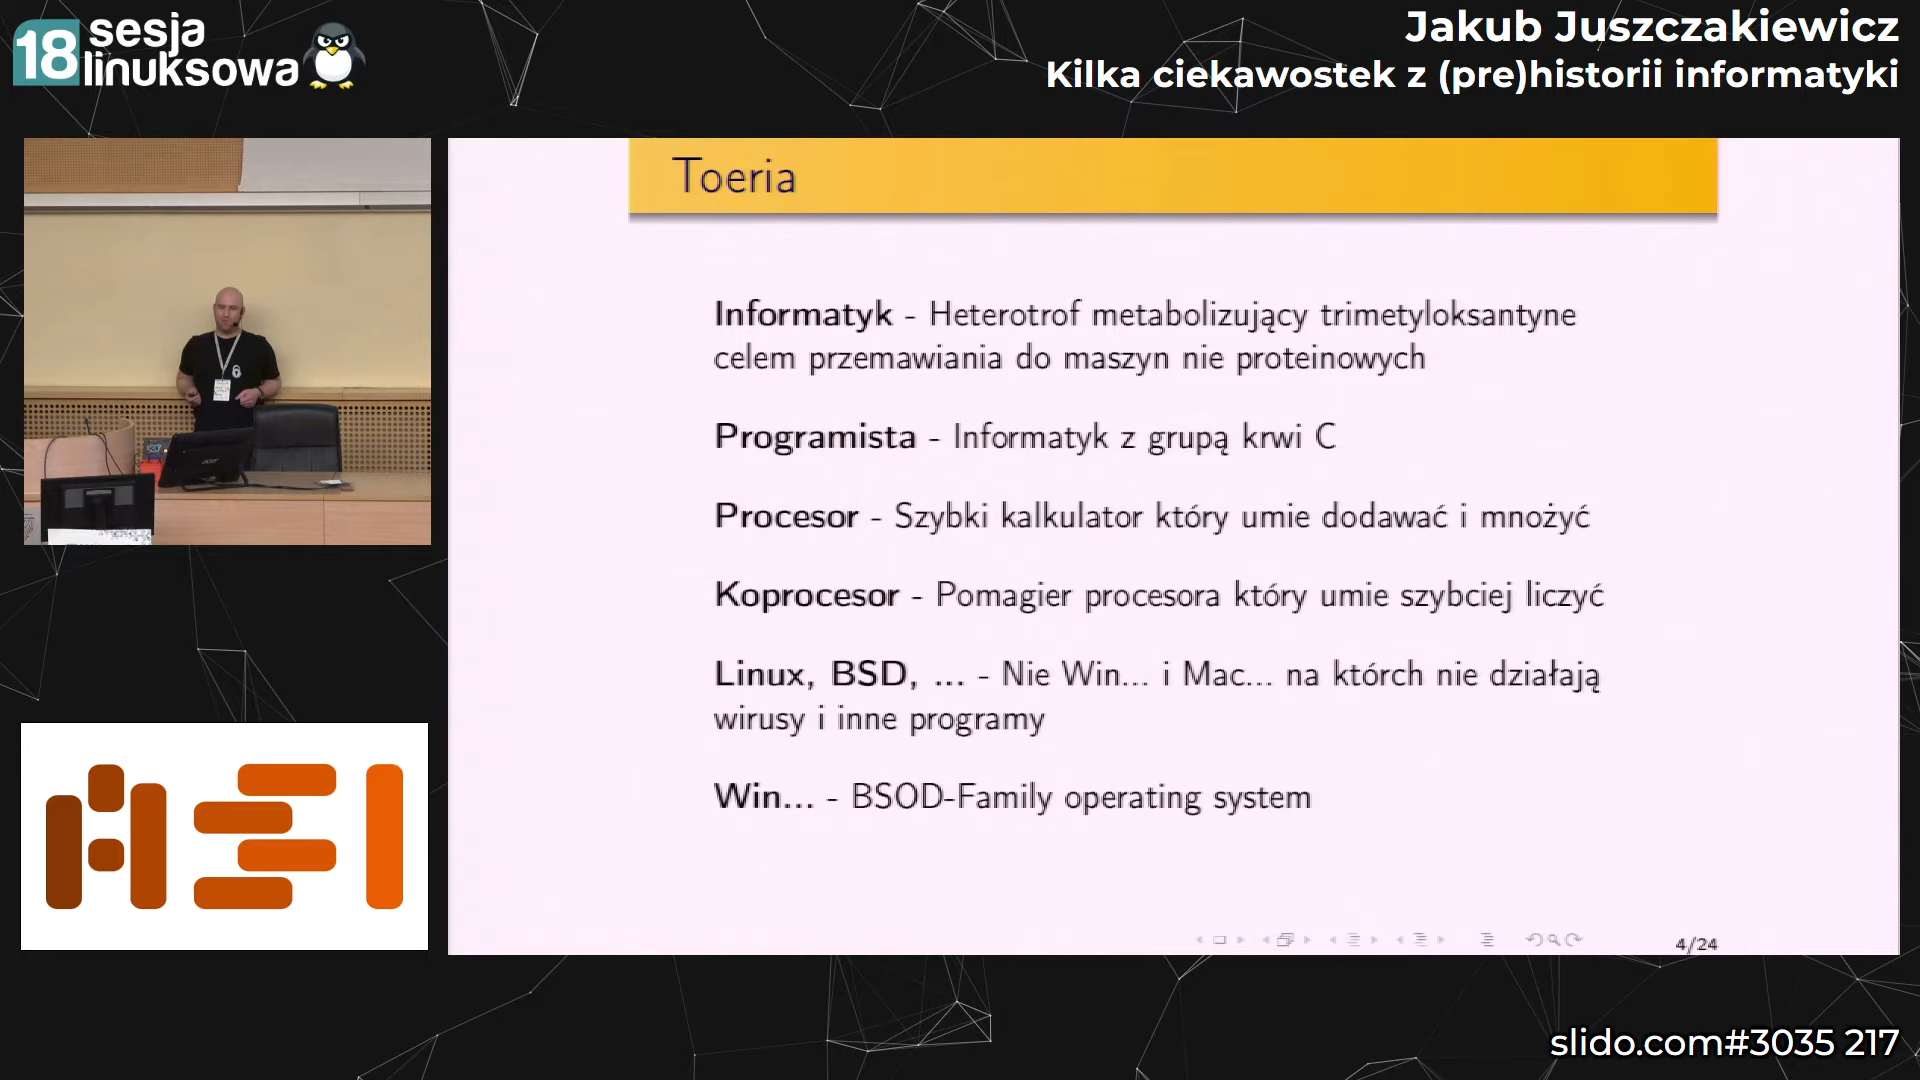 18 sesja
linuksowa
Jakub Juszczakiewicz
Kilka ciekawostek z (pre)historii informatyki
Toeria
Informatyk - Heterotrof metabolizujący trimetyloksantyne
celem przemawiania do maszyn nie proteinowych
Programista - Informatyk z grupą krwi C
Procesor - Szybki kalkulator który umie dodawać i mnożyć
Koprocesor - Pomagier procesora który umie szybciej liczyć
Linux, BSD, ... - Nie Win... i Mac... na którch nie działają
wirusy i inne programy
Win... - BSOD-Family operating system
4/24
acer
ASI
slido.com#3035 217